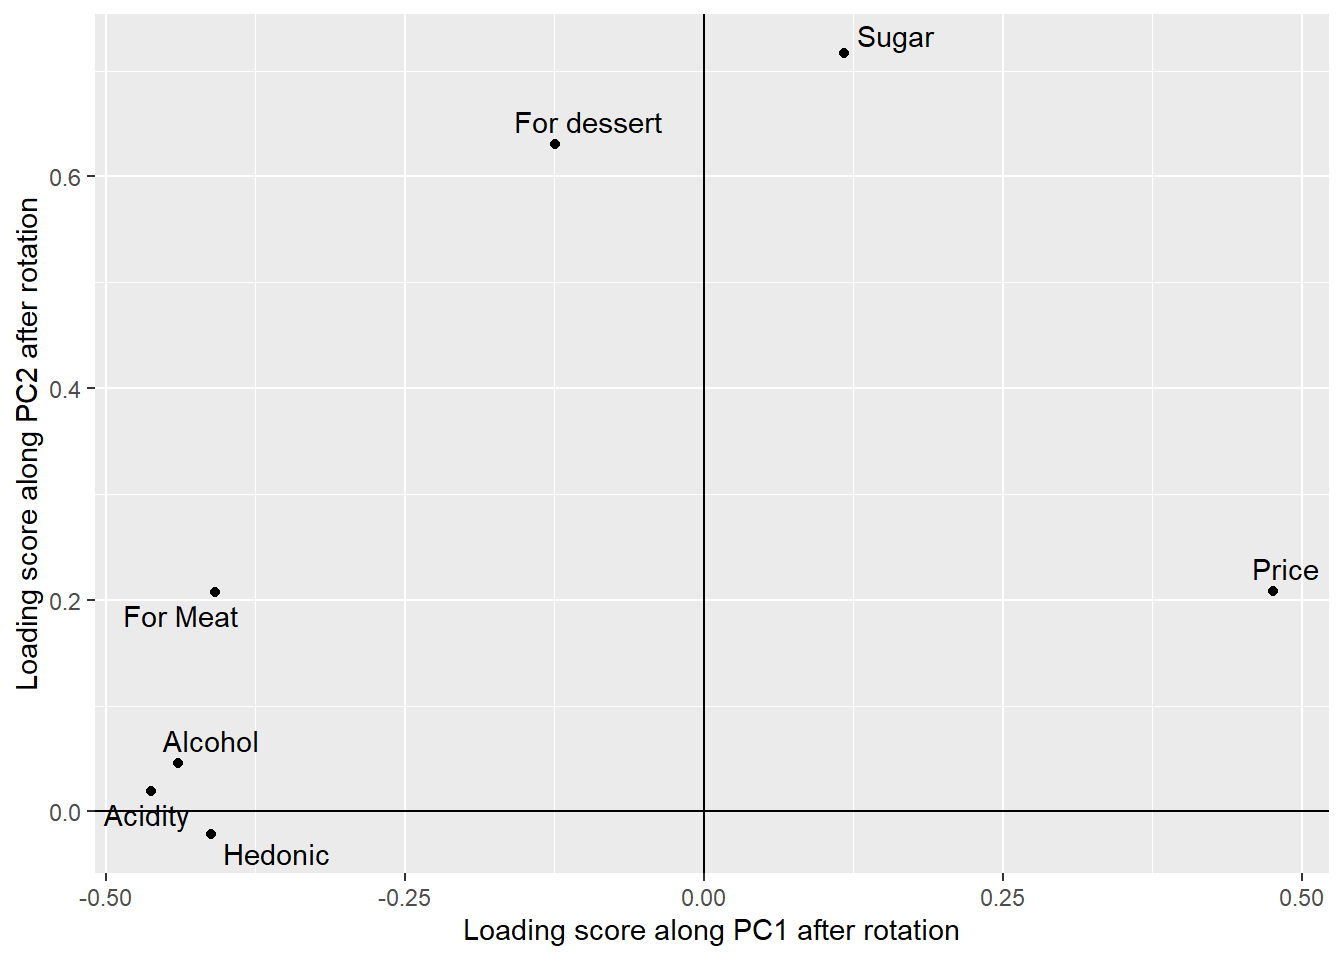 Sugar
For dessert
0.6
0.4
Price
0.2
For Meat
Alcohol
0.0
Acidity
Hedonic
-0.50
-0.25
0.00
0.25
0.50
Loading score along PC1 after rotation
Loading score along PC2 after rotation